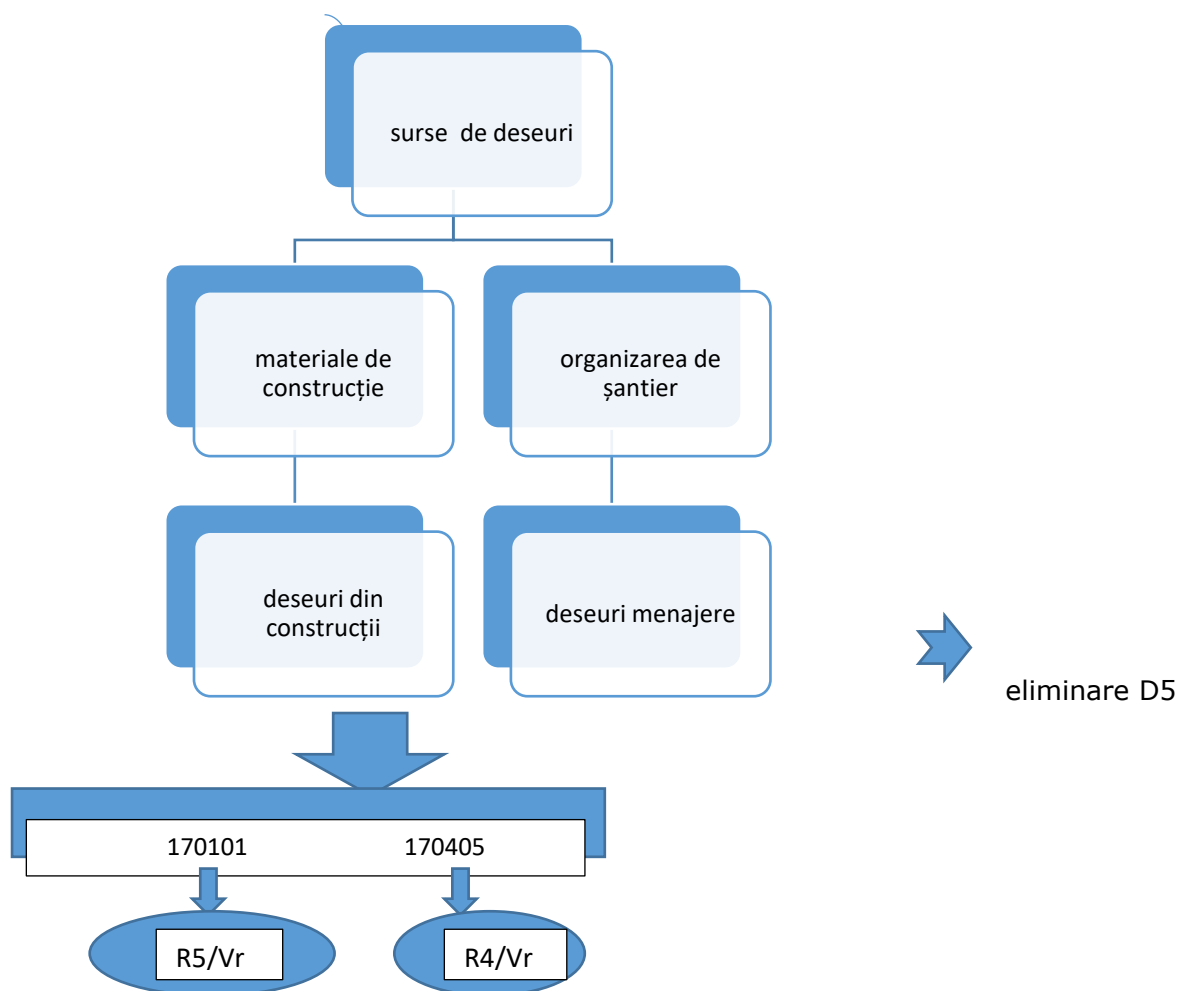 surse de deseuri
materiale de
construcție
organizarea de
șantier
deseuri din
construcții
deseuri menajere
eliminare D5
170101 170405
R5/Vr R4/Vr